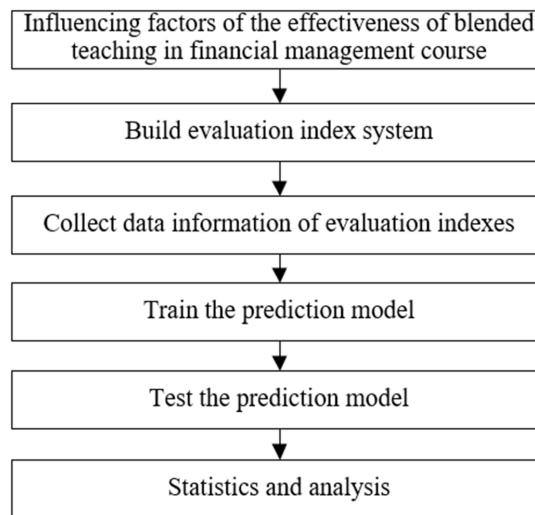 Influencing factors of the effectiveness of blended
teaching in financial management course
Build evaluation index system
Collect data information of evaluation indexes
Train the prediction model
Test the prediction model
Statistics and analysis